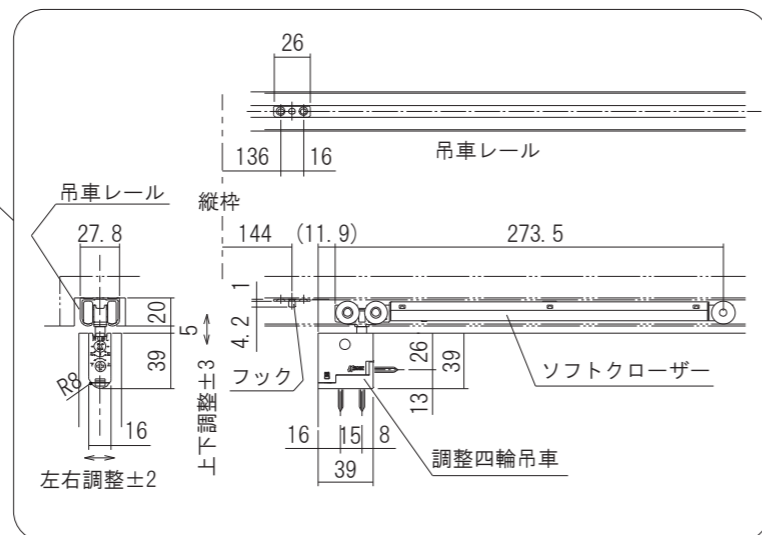 26
136
16
吊車レール
吊車レール
縦枠
27.8
144
(11.9)
273.5
1
4.2
20
5
39
R8
16
左右調整±2
上下調整±3
フック
26
39
13
ソフトクローザー
16
15
8
39
調整四輪吊車